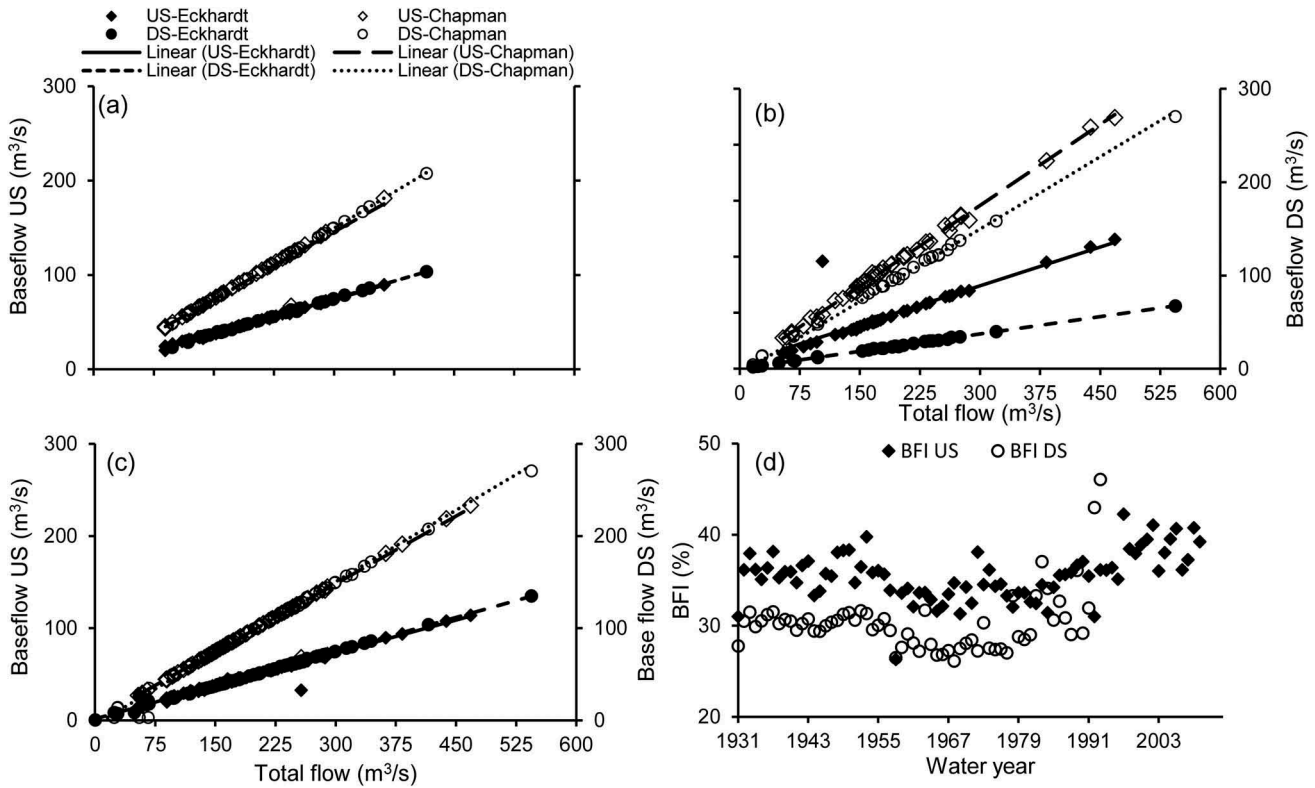 US-Eckhardt US-Chapman
DS-Eckhardt DS-Chapman
Linear (US-Eckhardt) Linear (US-Chapman)
Linear (DS-Eckhardt) Linear (DS-Chapman)
(a)
300
200
100
0
Baseflow US (m³/s)
(b)
300
200
100
0
Baseflow DS (m³/s)
0 75 150 225 300 375 450 525 600
Total flow (m³/s)
(c)
300
200
100
0
Baseflow US (m³/s)
300
200
100
0
Base flow DS (m³/s)
0 75 150 225 300 375 450 525 600
Total flow (m³/s)
(d)
BFI US BFI DS
50
40
30
20
BFI (%)
1931 1943 1955 1967 1979 1991 2003
Water year